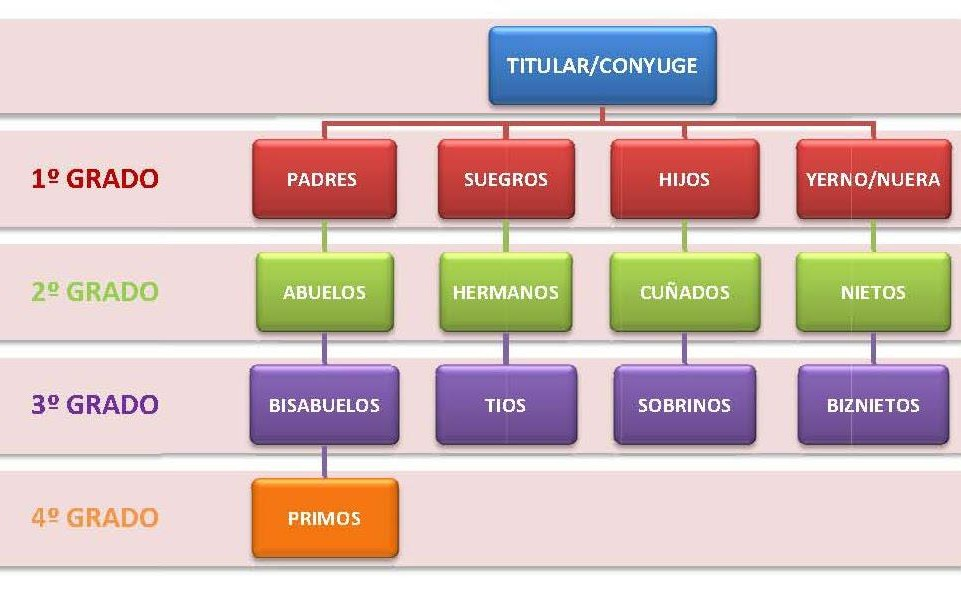 TITULAR/CONYUGE
1º GRADO
PADRES
SUEGROS
HIJOS
YERNO/NUERA
2º GRADO
ABUELOS
HERMANOS
CUÑADOS
NIETOS
3º GRADO
BISABUELOS
TIOS
SOBRINOS
BIZNIETOS
4º GRADO
PRIMOS